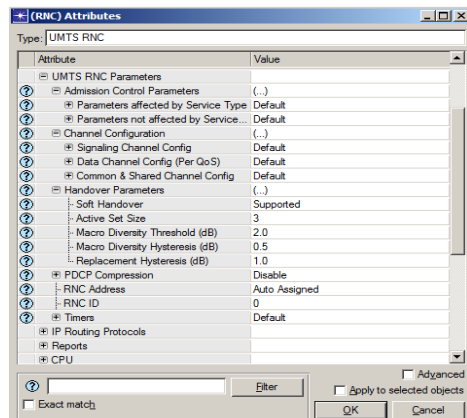 (RNC) Attributes
Type: UMTS RNC
Attribute Value
UMTS RNC Parameters
Admission Control Parameters (...)
Parameters affected by Service Type Default
Parameters not affected by Service... Default
Channel Configuration (...)
Signaling Channel Config Default
Data Channel Config (Per QoS) Default
Common & Shared Channel Config Default
Handover Parameters (...)
Soft Handover Supported
Active Set Size 3
Macro Diversity Threshold (dB) 2.0
Macro Diversity Hysteresis (dB) 0.5
Replacement Hysteresis (dB) 1.0
PDCP Compression Disable
RNC Address Auto Assigned
RNC ID 0
Timers Default
IP Routing Protocols
Reports
CPU
Advanced
Filter Apply to selected objects
Exact match OK Cancel